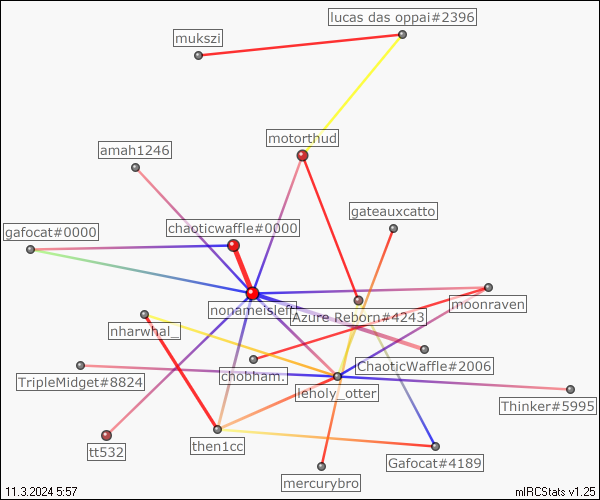 lucas das oppai#2396
mukszi
motorthud
amah1246
gateauxcatto
chaoticwaffle#0000
gafocat#0000
moonraven
nonameisleft
Azure Reborn#4243
nharwhal_
ChaoticWaffle#2006
chobham.
TripleMidget#8824
leholy_otter
Thinker#5995
tt532
then1cc
Gafocat#4189
mercurybro
11.3.2024 5:57
mIRCStats v1.25